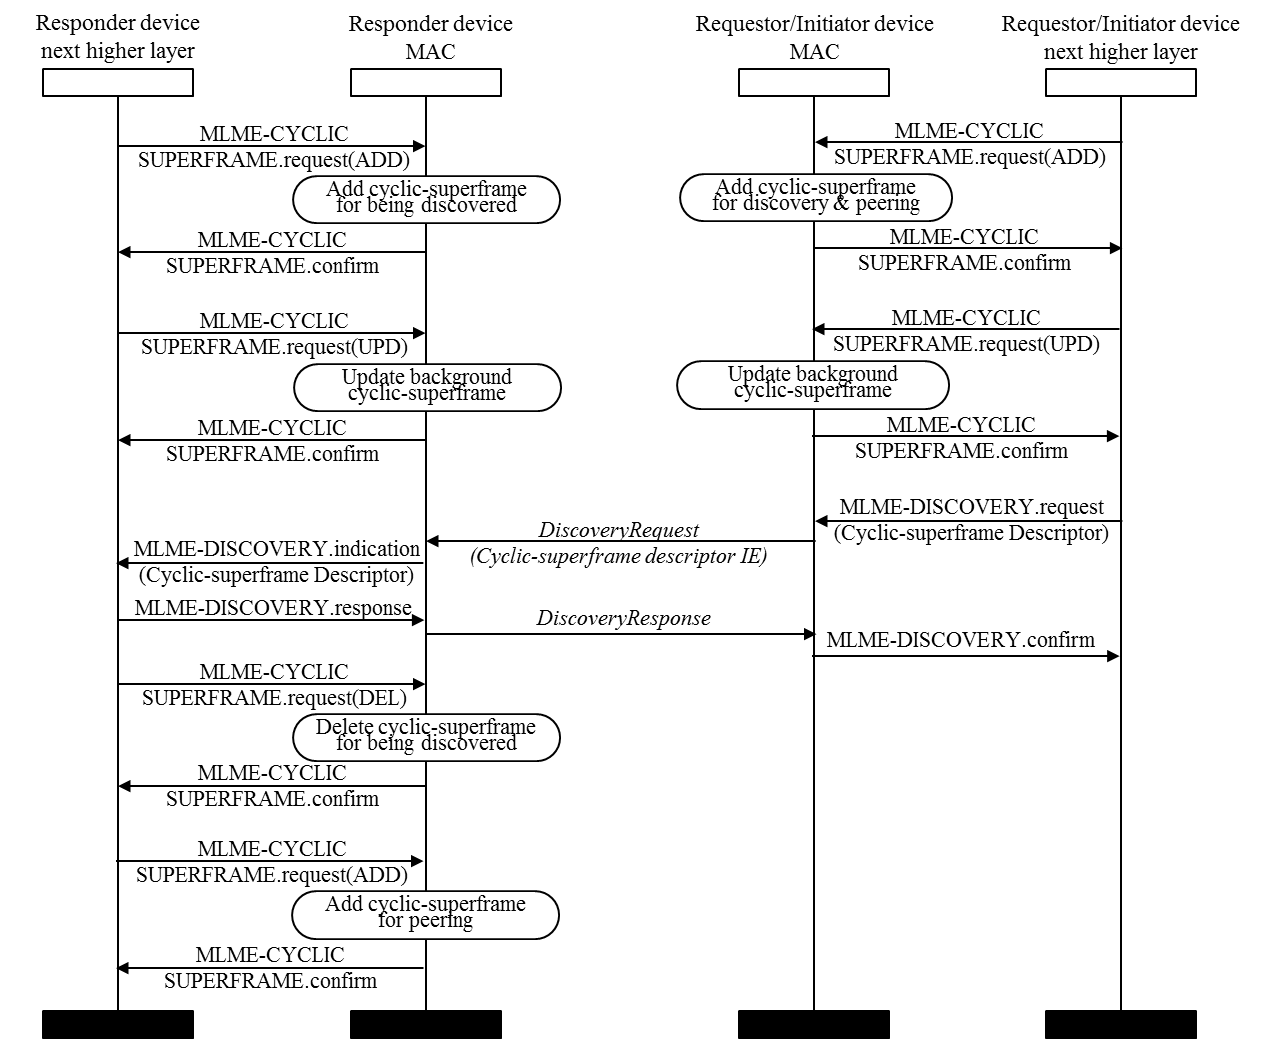 Responder device
next higher layer
Responder device
MAC
Requestor/Initiator device
MAC
Requestor/Initiator device
next higher layer
MLME-CYCLIC
SUPERFRAME.request(ADD)
MLME-CYCLIC
SUPERFRAME.request(ADD)
Add cyclic-superframe
for being discovered
Add cyclic-superframe
for discovery & peering
MLME-CYCLIC
SUPERFRAME.confirm
MLME-CYCLIC
SUPERFRAME.confirm
MLME-CYCLIC
SUPERFRAME.request(UPD)
MLME-CYCLIC
SUPERFRAME.request(UPD)
Update background
cyclic-superframe
Update background
cyclic-superframe
MLME-CYCLIC
SUPERFRAME.confirm
MLME-CYCLIC
SUPERFRAME.confirm
MLME-DISCOVERY.request
(Cyclic-superframe Descriptor)
DiscoveryRequest
(Cyclic-superframe descriptor IE)
MLME-DISCOVERY.indication
(Cyclic-superframe Descriptor)
MLME-DISCOVERY.response
DiscoveryResponse
MLME-DISCOVERY.confirm
MLME-CYCLIC
SUPERFRAME.request(DEL)
Delete cyclic-superframe
for being discovered
MLME-CYCLIC
SUPERFRAME.confirm
MLME-CYCLIC
SUPERFRAME.request(ADD)
Add cyclic-superframe
for peering
MLME-CYCLIC
SUPERFRAME.confirm